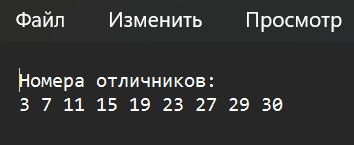 Файл Изменить Просмотр
Номера отличников:
3 7 11 15 19 23 27 29 30